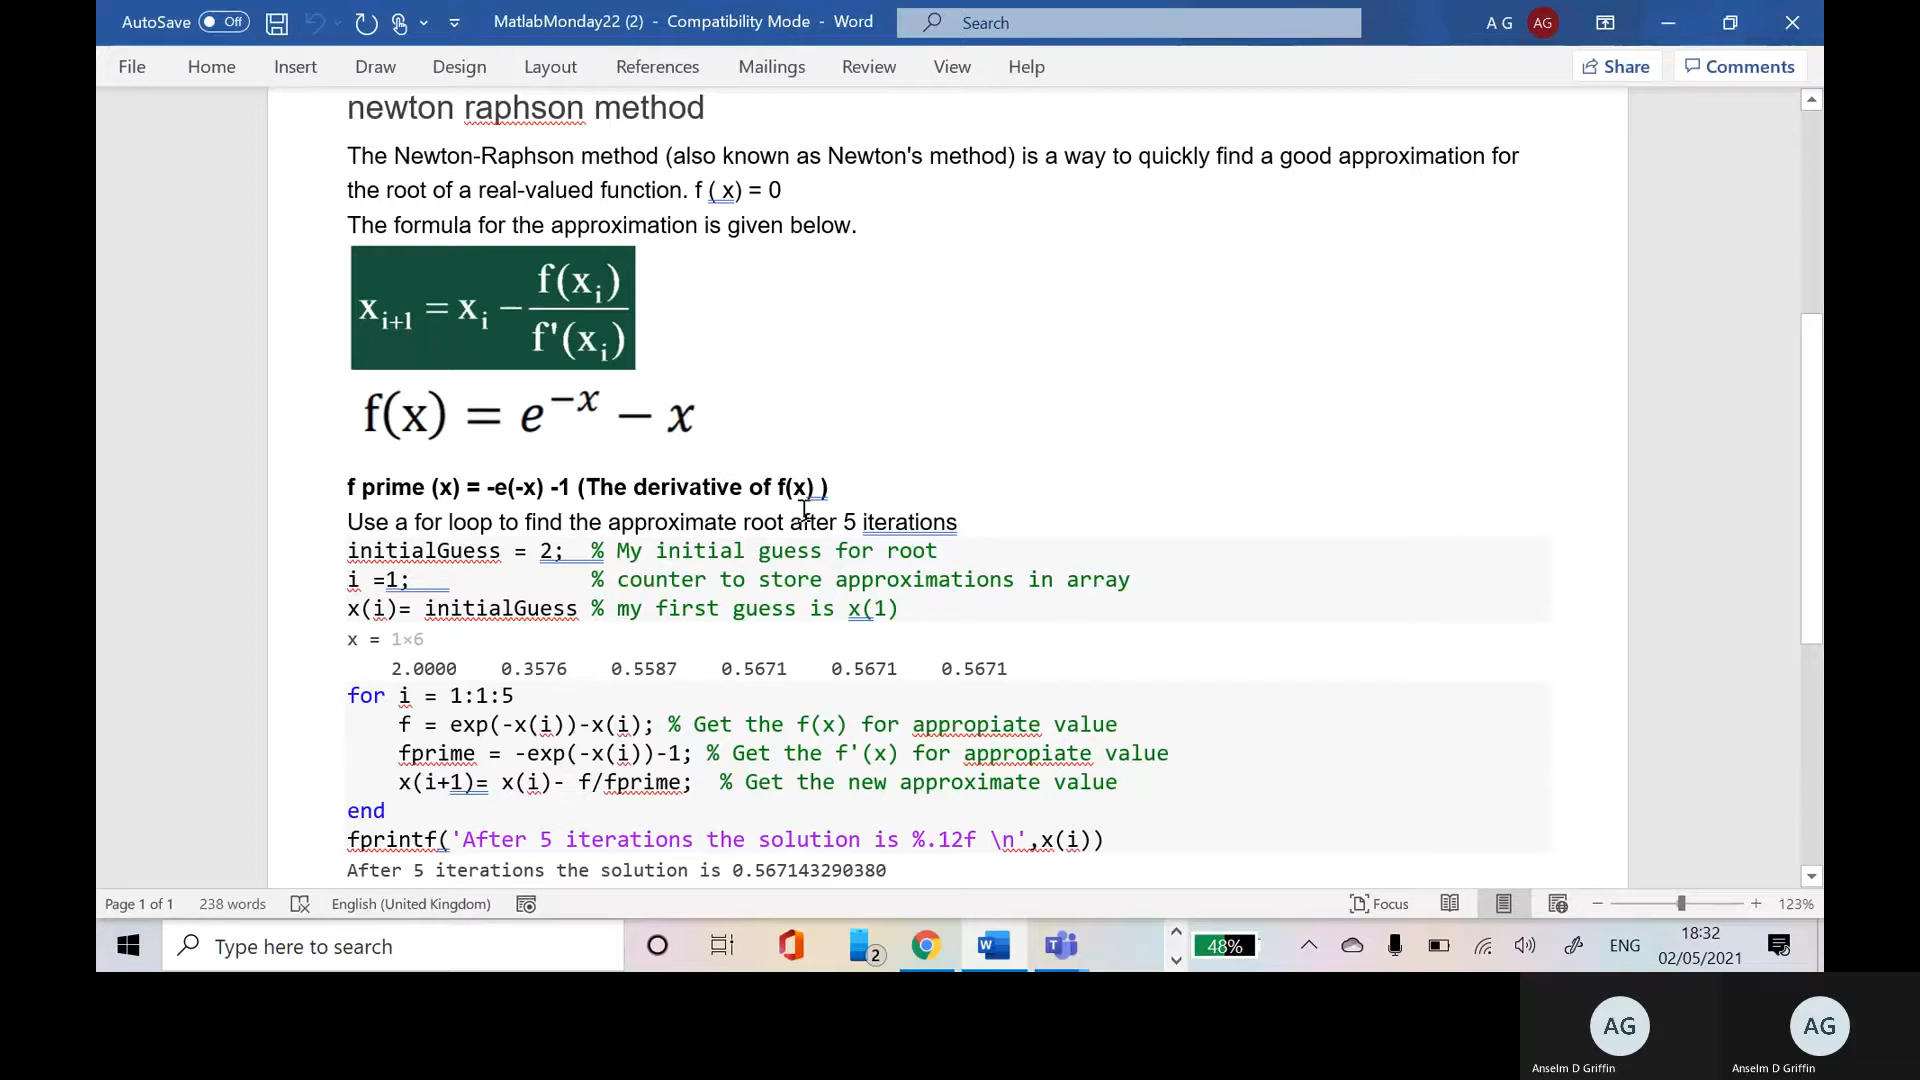 AutoSave Off MatlabMonday22 (2) - Compatibility Mode - Word Search A G AG
File Home Insert Draw Design Layout References Mailings Review View Help Share Comments
newton raphson method
The Newton-Raphson method (also known as Newton's method) is a way to quickly find a good approximation for
the root of a real-valued function. f ( x) = 0
The formula for the approximation is given below.
x_{i+1} = x_i - f(x_i) / f'(x_i)
f(x) = e^{-x} - x
f prime (x) = -e(-x) -1 (The derivative of f(x) )
Use a for loop to find the approximate root after 5 iterations
initialGuess = 2; % My initial guess for root
i =1; % counter to store approximations in array
x(i)= initialGuess % my first guess is x(1)
x = 1×6
2.0000 0.3576 0.5587 0.5671 0.5671 0.5671
for i = 1:1:5
f = exp(-x(i))-x(i); % Get the f(x) for appropiate value
fprime = -exp(-x(i))-1; % Get the f'(x) for appropiate value
x(i+1)= x(i)- f/fprime; % Get the new approximate value
end
fprintf('After 5 iterations the solution is %.12f \n',x(i))
After 5 iterations the solution is 0.567143290380
Page 1 of 1 238 words English (United Kingdom) Focus 123%
Type here to search 2 W 48% ENG 18:32
02/05/2021
AG AG
Anselm D Griffin Anselm D Griffin